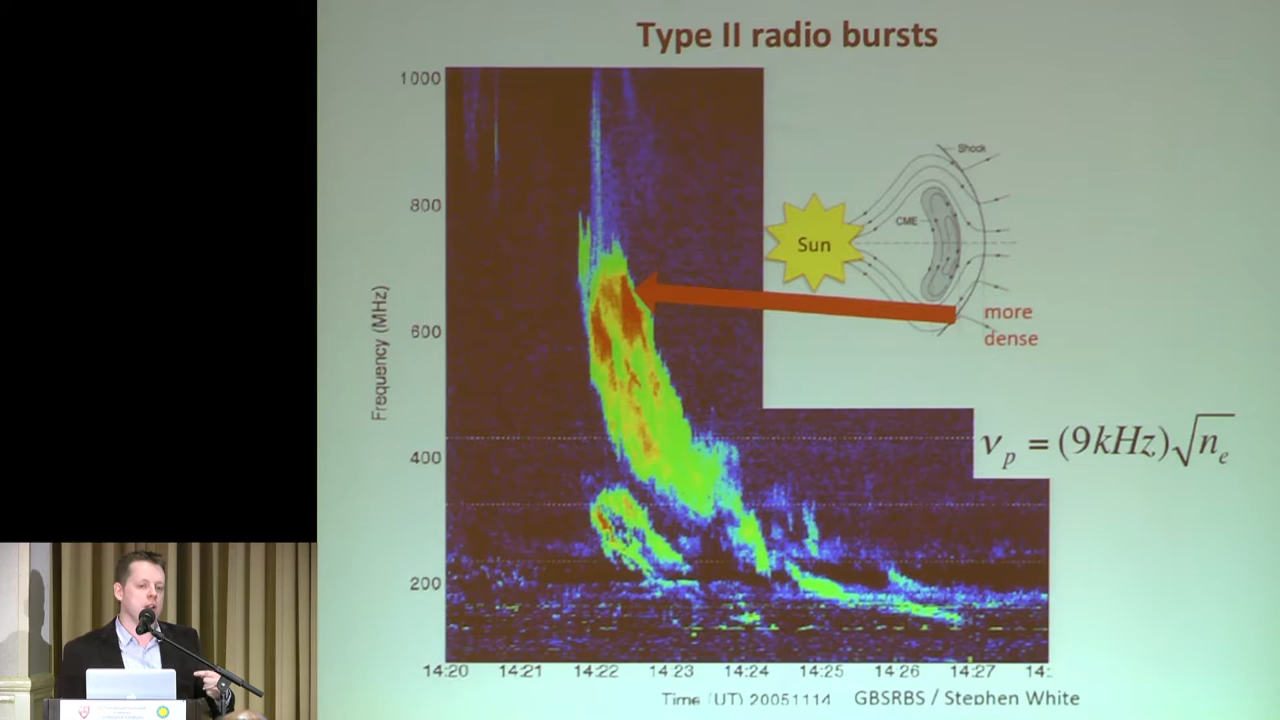 Type II radio bursts
1000
800
600
400
200
Frequency (MHz)
Shock
CME
Sun
more
dense
νp = (9kHz)√ne
14:20 14:21 14:22 14:23 14:24 14:25 14:26 14:27 14:
Time (UT) 20051114 GBSRBS / Stephen White